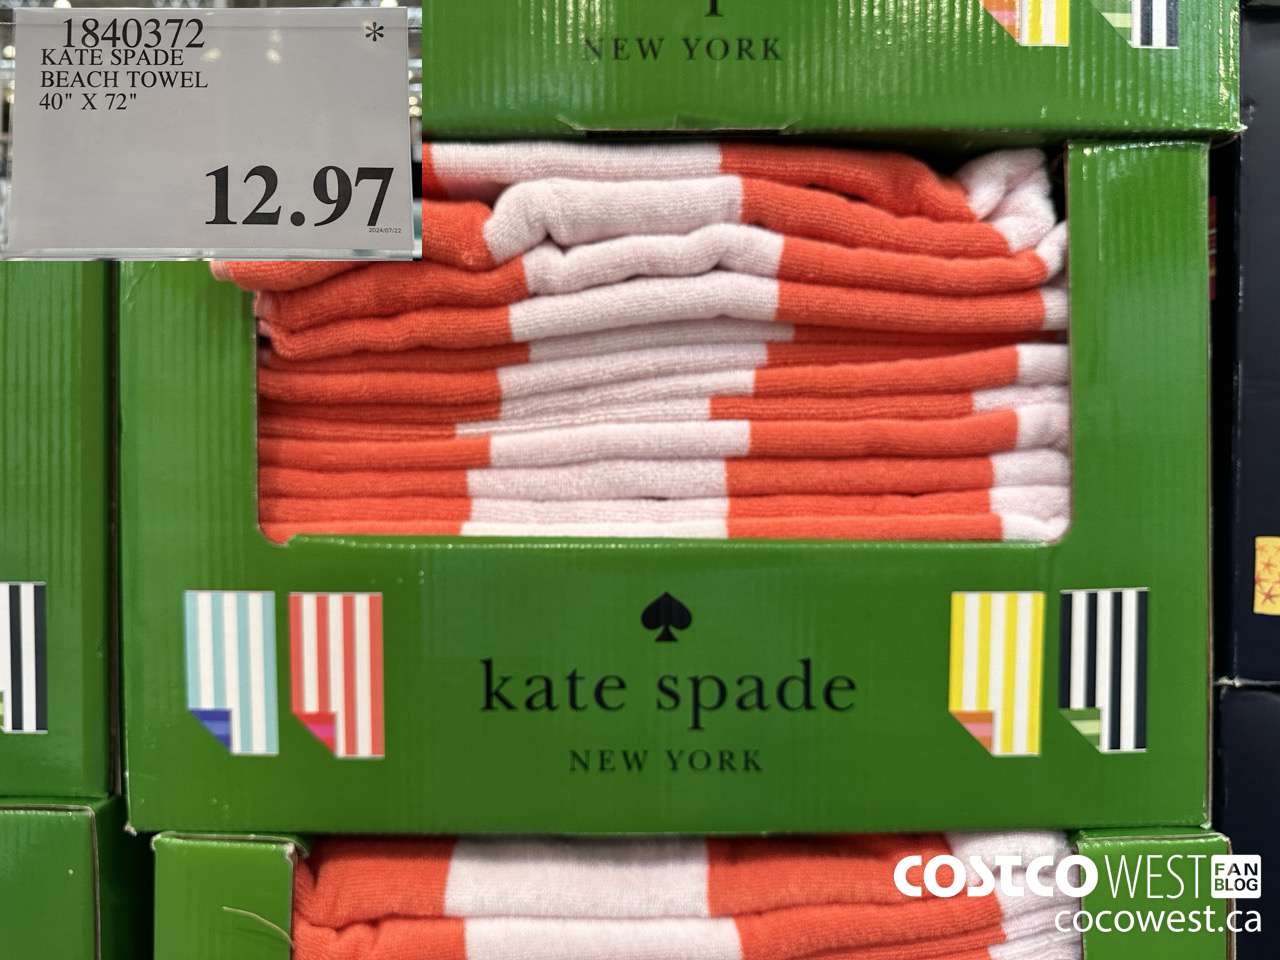 1840372
*
KATE SPADE
BEACH TOWEL
40" X 72"
12.97
2024/07/22
NEW YORK
kate spade
NEW YORK
COSTCO WEST FAN BLOG
cocowest.ca